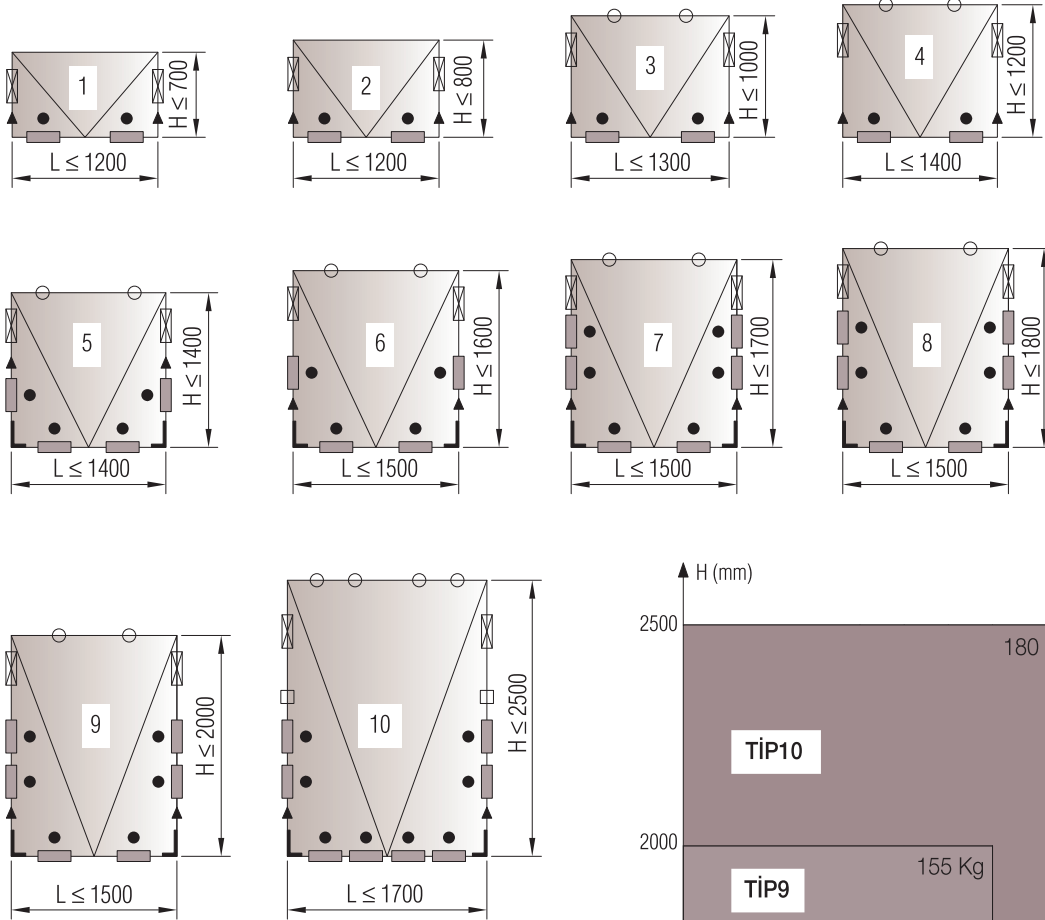 1
H ≤ 700
L ≤ 1200
2
H ≤ 800
L ≤ 1200
3
H ≤ 1000
L ≤ 1300
4
H ≤ 1200
L ≤ 1400
5
H ≤ 1400
L ≤ 1400
6
H ≤ 1600
L ≤ 1500
7
H ≤ 1700
L ≤ 1500
8
H ≤ 1800
L ≤ 1500
9
H ≤ 2000
L ≤ 1500
10
H ≤ 2500
L ≤ 1700
H (mm)
2500
180
TİP10
2000
155 Kg
TİP9